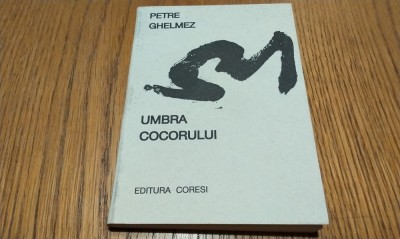 PETRE
GHELMEZ
UMBRA
COCORULUI
EDITURA CORESI